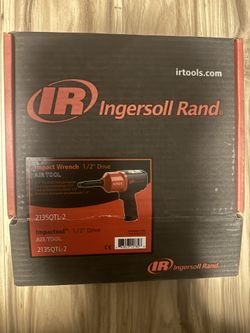 irtools.com
IR Ingersoll Rand®
Impact Wrench 1/2" Drive
AIR TOOL
2135QTL-2
Impactool™ 1/2" Drive
AIR TOOL
2135QTL-2
IR Ingersoll Rand